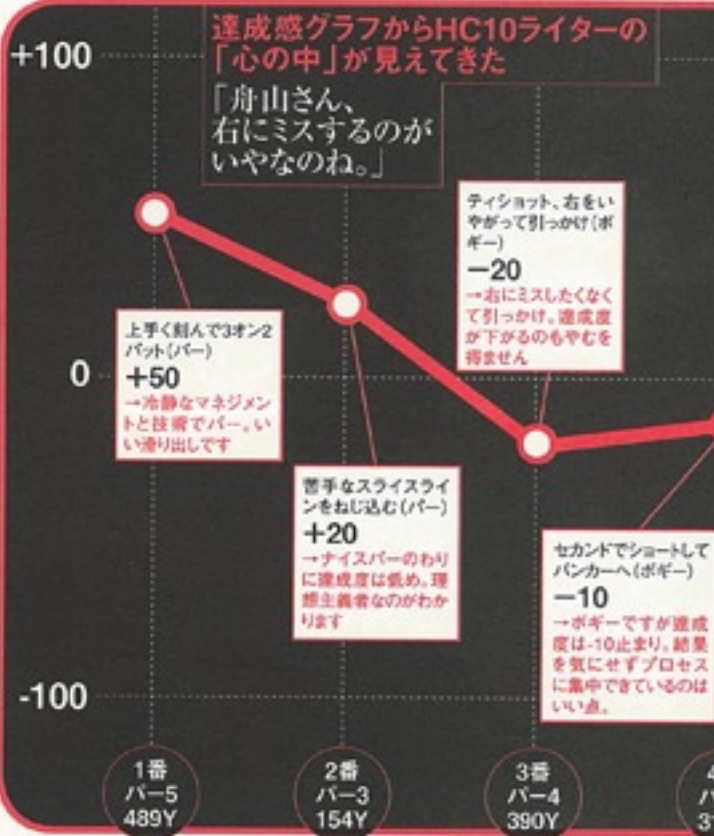 達成感グラフからHC10ライターの
「心の中」が見えてきた
「舟山さん、
右にミスするのが
いやなのね。」
+100
0
-100
上手く刻んで3オン2
パット(パー)
+50
→冷静なマネジメン
トと技術でパー。い
い滑り出しです
苦手なスライスライ
ンをねじ込む(パー)
+20
→ナイスパーのわり
に達成度は低め。理
想主義者なのがわか
ります
ティショット、右をい
やがって引っかけ(ボ
ギー)
−20
→右にミスしたくなく
て引っかけ。達成度
が下がるのもやむを
得ません
セカンドでショートして
バンカーへ(ボギー)
−10
→ボギーですが達成
度は-10止まり。結果
を気にせずプロセス
に集中できているのは
いい点。
1番
パー5
489Y
2番
パー3
154Y
3番
パー4
390Y